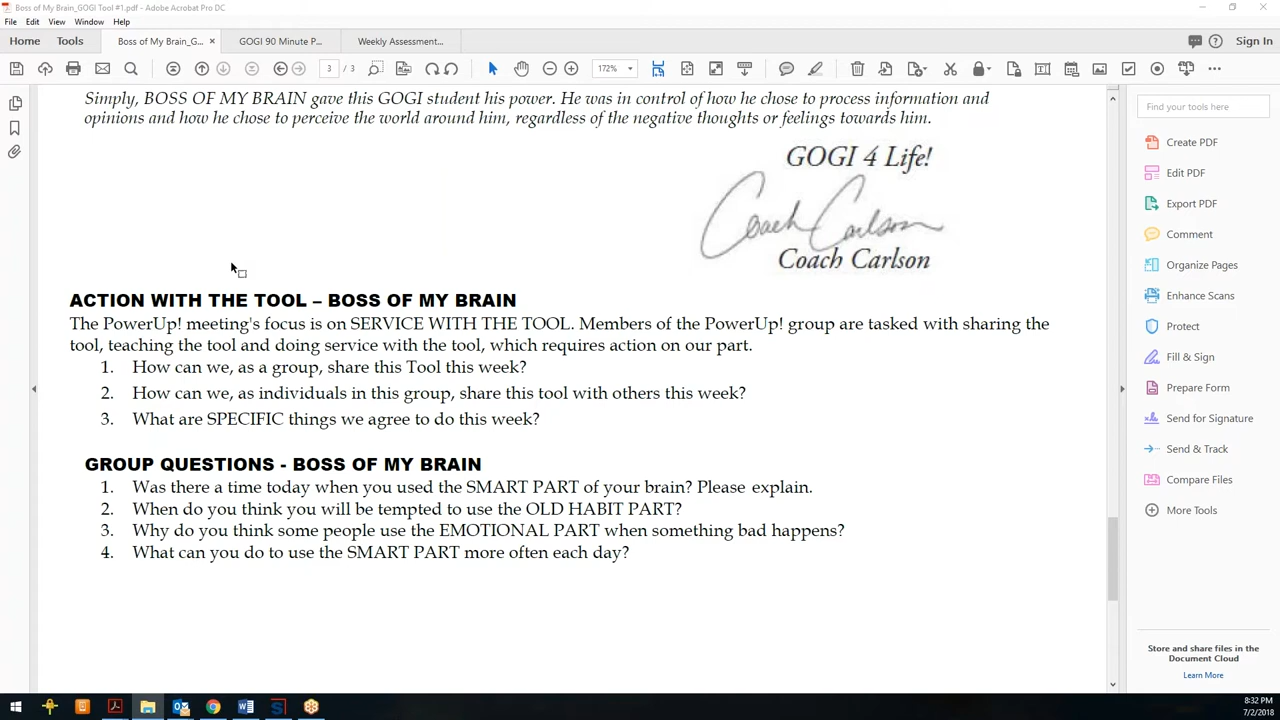 Boss of My Brain_GOGI Tool #1.pdf - Adobe Acrobat Pro DC
File Edit View Window Help
Home Tools Boss of My Brain_G... × GOGI 90 Minute P... Weekly Assessment... Sign In
3 / 3 172%
Simply, BOSS OF MY BRAIN gave this GOGI student his power. He was in control of how he chose to process information and
opinions and how he chose to perceive the world around him, regardless of the negative thoughts or feelings towards him.
GOGI 4 Life!
Coach Carlson
Coach Carlson
ACTION WITH THE TOOL – BOSS OF MY BRAIN
The PowerUp! meeting's focus is on SERVICE WITH THE TOOL. Members of the PowerUp! group are tasked with sharing the
tool, teaching the tool and doing service with the tool, which requires action on our part.
1. How can we, as a group, share this Tool this week?
2. How can we, as individuals in this group, share this tool with others this week?
3. What are SPECIFIC things we agree to do this week?
GROUP QUESTIONS - BOSS OF MY BRAIN
1. Was there a time today when you used the SMART PART of your brain? Please explain.
2. When do you think you will be tempted to use the OLD HABIT PART?
3. Why do you think some people use the EMOTIONAL PART when something bad happens?
4. What can you do to use the SMART PART more often each day?
Find your tools here
Create PDF
Edit PDF
Export PDF
Comment
Organize Pages
Enhance Scans
Protect
Fill & Sign
Prepare Form
Send for Signature
Send & Track
Compare Files
More Tools
Store and share files in the
Document Cloud
Learn More
8:32 PM
7/2/2018